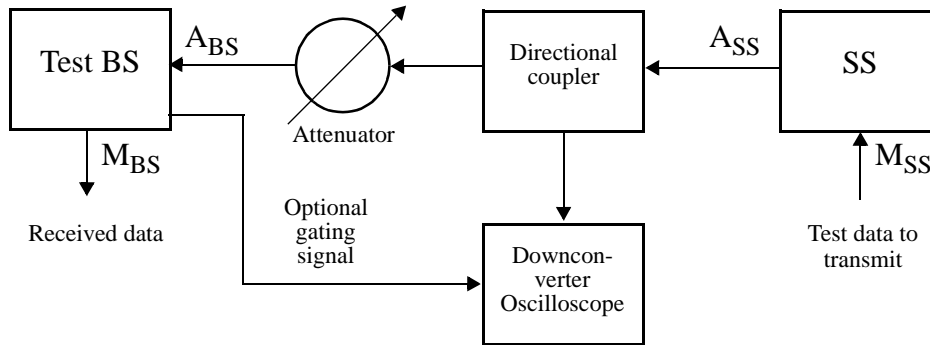 Test BS
A_BS
Attenuator
Directional
coupler
A_SS
SS
M_BS
Received data
Optional
gating
signal
Downcon-
verter
Oscilloscope
M_SS
Test data to
transmit